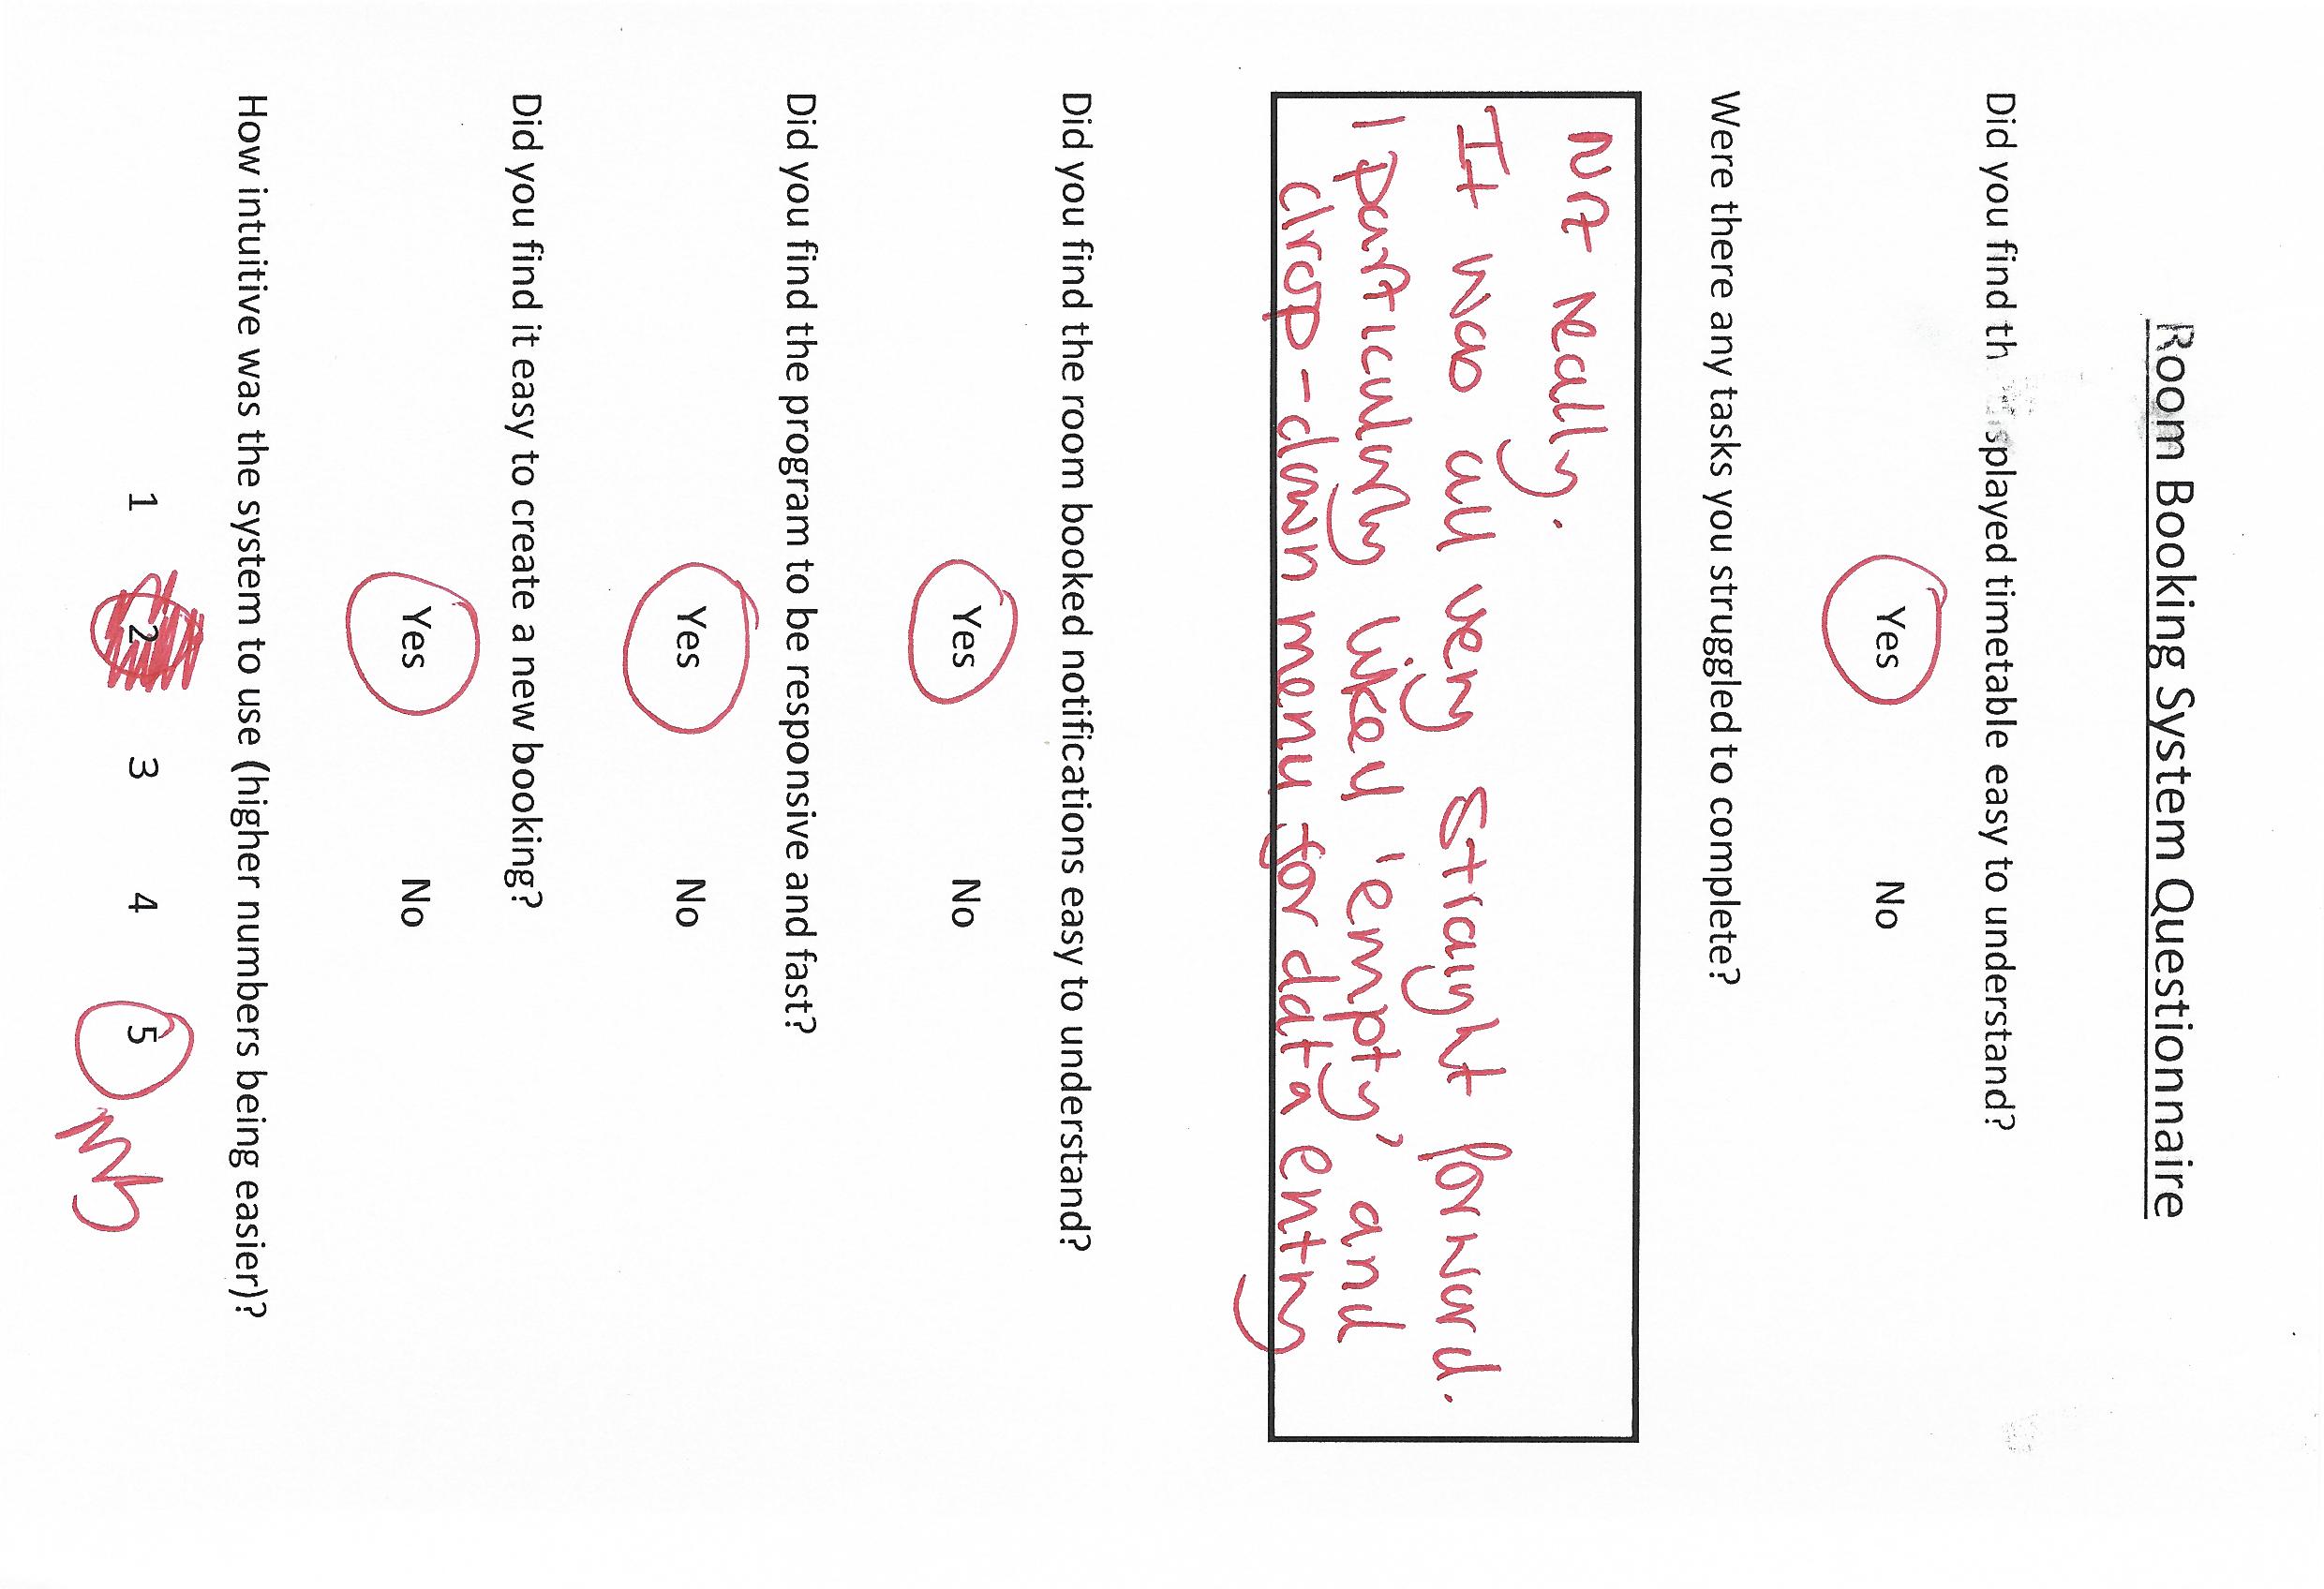 Room Booking System Questionnaire
Did you find th splayed timetable easy to understand?
Yes No
Were there any tasks you struggled to complete?
Not really.
It was all very straight forward.
I particularly liked 'empty' and
drop-down menu for data entry
Did you find the room booked notifications easy to understand?
Yes No
Did you find the program to be responsive and fast?
Yes No
Did you find it easy to create a new booking?
Yes No
How intuitive was the system to use (higher numbers being easier)?
1 2 3 4 5